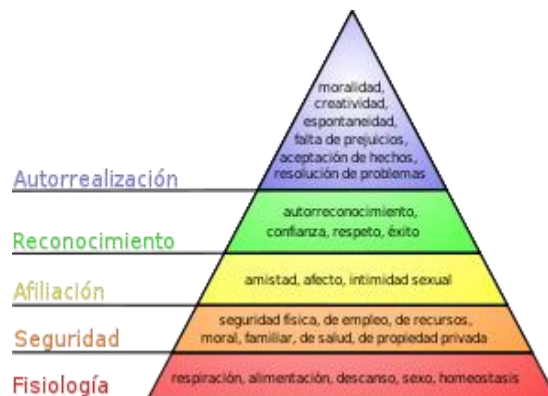 moralidad,
creatividad,
espontaneidad,
falta de prejuicios,
aceptación de hechos,
resolución de problemas
Autorrealización
autorreconocimiento,
confianza, respeto, éxito
Reconocimiento
amistad, afecto, intimidad sexual
Afiliación
seguridad física, de empleo, de recursos,
moral, familiar, de salud, de propiedad privada
Seguridad
respiración, alimentación, descanso, sexo, homeostasis
Fisiología